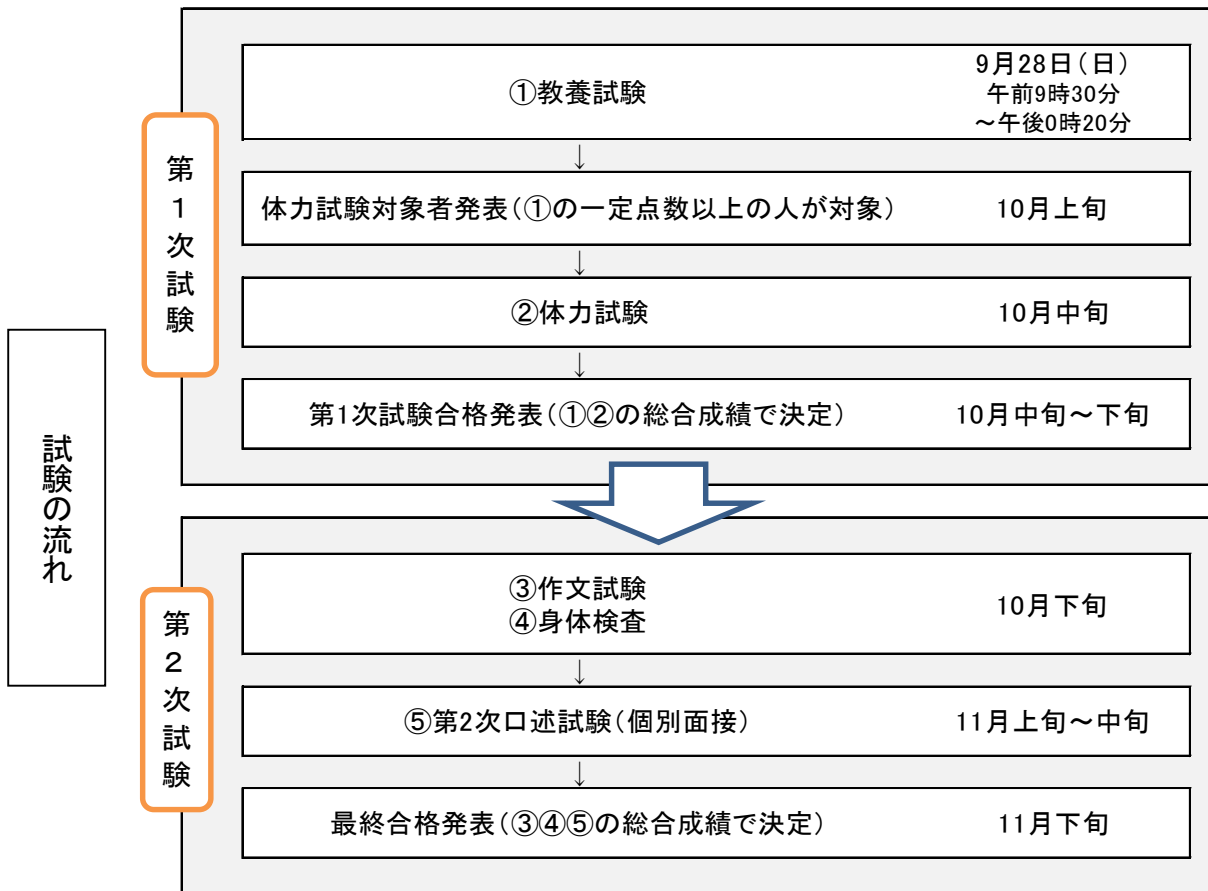 試験の流れ
第1次試験
①教養試験
9月28日(日)
午前9時30分
～午後0時20分
↓
体力試験対象者発表(①の一定点数以上の人が対象) 10月上旬
↓
②体力試験 10月中旬
↓
第1次試験合格発表(①②の総合成績で決定) 10月中旬～下旬
第2次試験
③作文試験
④身体検査
10月下旬
↓
⑤第2次口述試験(個別面接) 11月上旬～中旬
↓
最終合格発表(③④⑤の総合成績で決定) 11月下旬